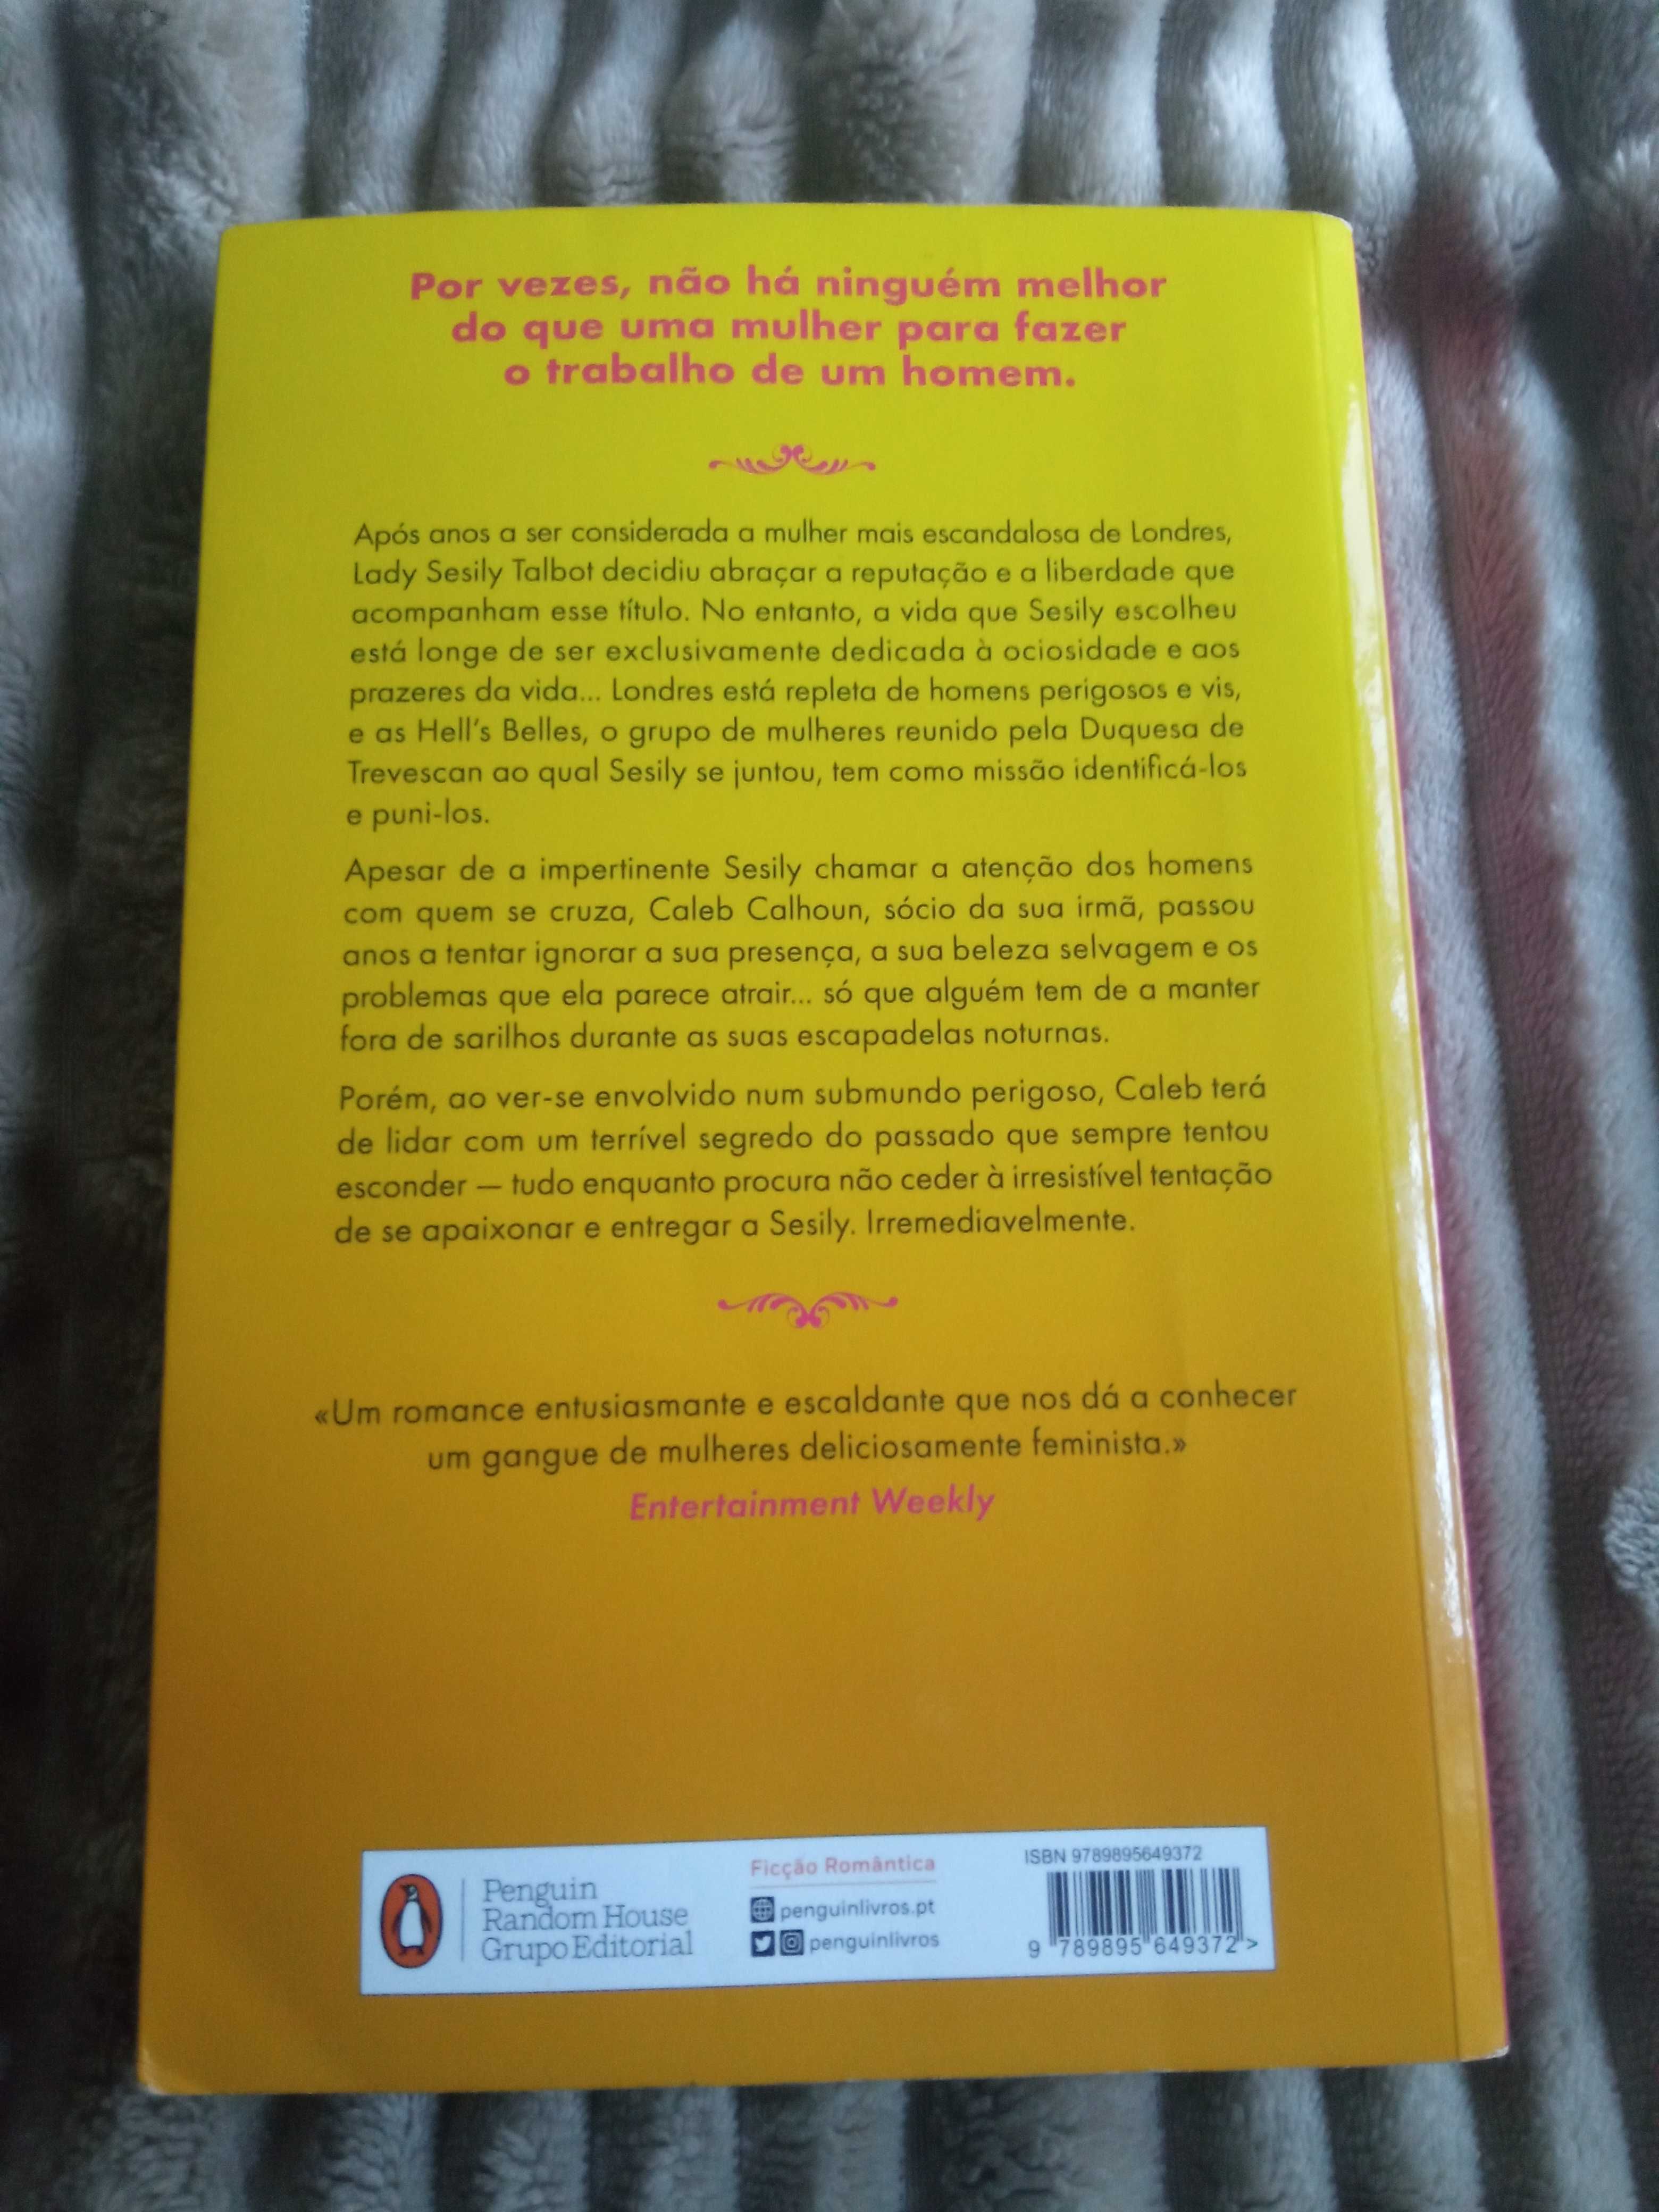 Por vezes, não há ninguém melhor
do que uma mulher para fazer
o trabalho de um homem.
Após anos a ser considerada a mulher mais escandalosa de Londres,
Lady Sesily Talbot decidiu abraçar a reputação e a liberdade que
acompanham esse título. No entanto, a vida que Sesily escolheu
está longe de ser exclusivamente dedicada à ociosidade e aos
prazeres da vida... Londres está repleta de homens perigosos e vis,
e as Hell's Belles, o grupo de mulheres reunido pela Duquesa de
Trevescan ao qual Sesily se juntou, tem como missão identificá-los
e puni-los.
Apesar de a impertinente Sesily chamar a atenção dos homens
com quem se cruza, Caleb Calhoun, sócio da sua irmã, passou
anos a tentar ignorar a sua presença, a sua beleza selvagem e os
problemas que ela parece atrair... só que alguém tem de a manter
fora de sarilhos durante as suas escapadelas noturnas.
Porém, ao ver-se envolvido num submundo perigoso, Caleb terá
de lidar com um terrível segredo do passado que sempre tentou
esconder — tudo enquanto procura não ceder à irresistível tentação
de se apaixonar e entregar a Sesily. Irremediavelmente.
«Um romance entusiasmante e escaldante que nos dá a conhecer
um gangue de mulheres deliciosamente feminista.»
Entertainment Weekly
Penguin
Random House
Grupo Editorial
Ficção Romântica
penguinlivros.pt
penguinlivros
ISBN 9789895649372
9 789895 649372 >